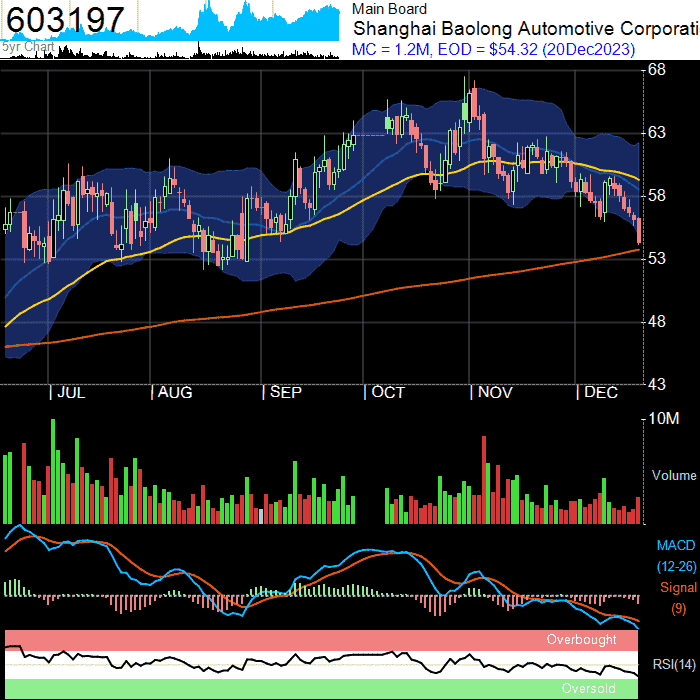 603197
5yr Chart
Main Board
Shanghai Baolong Automotive Corporati
MC = 1.2M, EOD = $54.32 (20Dec2023)
68
63
58
53
48
43
JUL
AUG
SEP
OCT
NOV
DEC
10M
Volume
MACD
(12-26)
Signal
(9)
Overbought
RSI(14)
Oversold